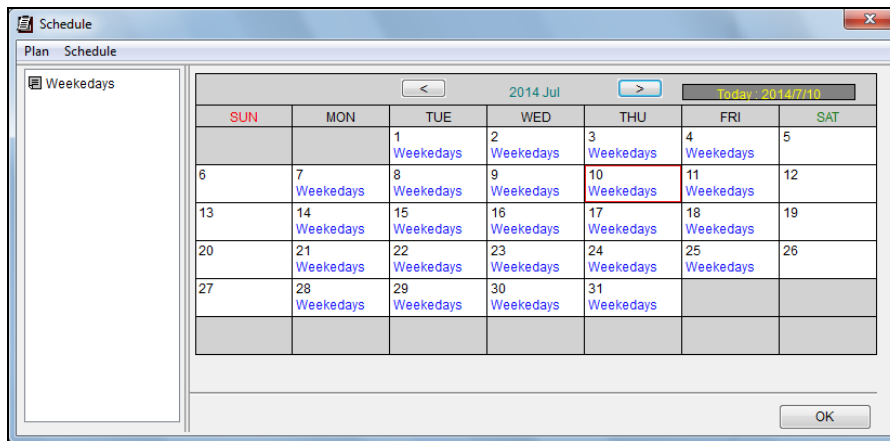 Schedule
Plan Schedule
Weekedays
< 2014 Jul > Today : 2014/7/10
SUN MON TUE WED THU FRI SAT
1 2 3 4 5
Weekedays Weekedays Weekedays Weekedays
6 7 8 9 10 11 12
Weekedays Weekedays Weekedays Weekedays Weekedays
13 14 15 16 17 18 19
Weekedays Weekedays Weekedays Weekedays Weekedays
20 21 22 23 24 25 26
Weekedays Weekedays Weekedays Weekedays Weekedays
27 28 29 30 31
Weekedays Weekedays Weekedays Weekedays
OK